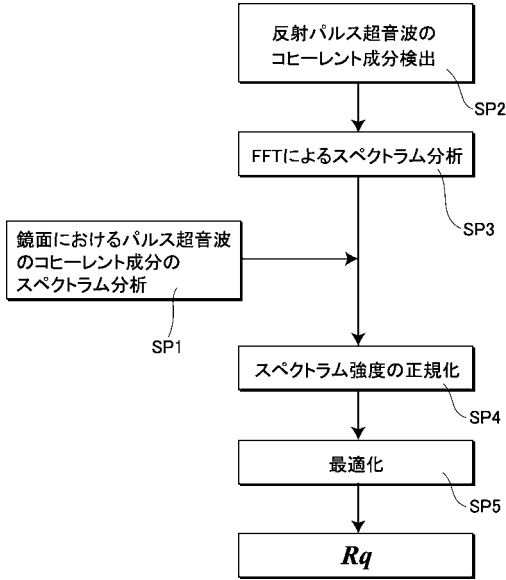 反射パルス超音波の
コヒーレント成分検出
SP2
FFTによるスペクトラム分析
SP3
鏡面におけるパルス超音波
のコヒーレント成分の
スペクトラム分析
SP1
スペクトラム強度の正規化
SP4
最適化
SP5
Rq